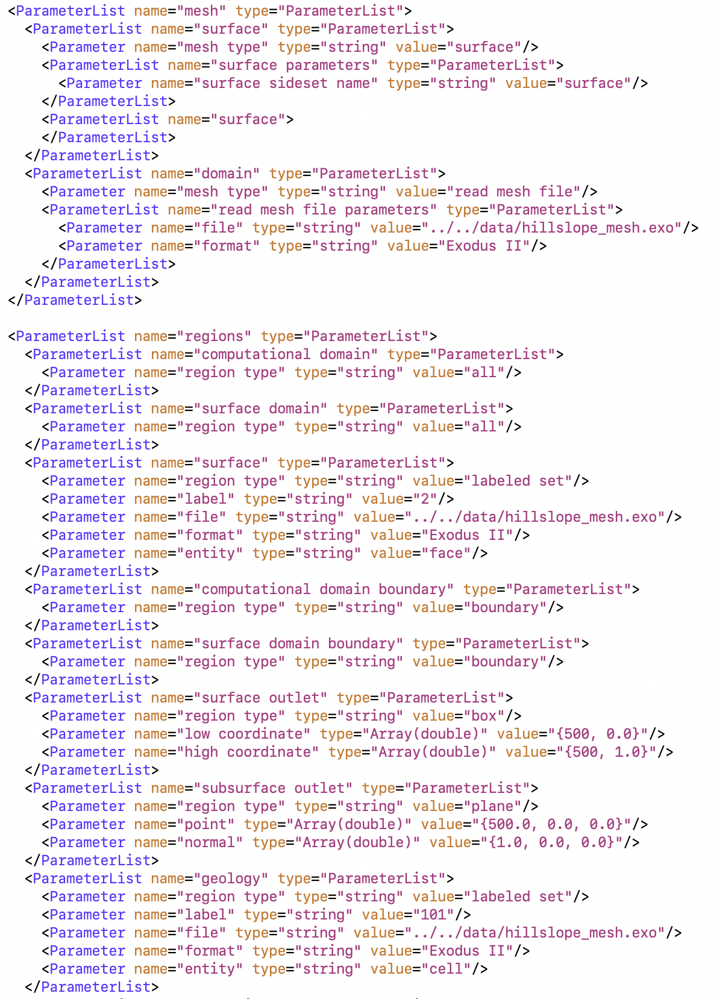 <ParameterList name="mesh" type="ParameterList">
  <ParameterList name="surface" type="ParameterList">
    <Parameter name="mesh type" type="string" value="surface"/>
    <ParameterList name="surface parameters" type="ParameterList">
      <Parameter name="surface sideset name" type="string" value="surface"/>
    </ParameterList>
    <ParameterList name="surface">
    </ParameterList>
  </ParameterList>
  <ParameterList name="domain" type="ParameterList">
    <Parameter name="mesh type" type="string" value="read mesh file"/>
    <ParameterList name="read mesh file parameters" type="ParameterList">
      <Parameter name="file" type="string" value="../../data/hillslope_mesh.exo"/>
      <Parameter name="format" type="string" value="Exodus II"/>
    </ParameterList>
  </ParameterList>
</ParameterList>

<ParameterList name="regions" type="ParameterList">
  <ParameterList name="computational domain" type="ParameterList">
    <Parameter name="region type" type="string" value="all"/>
  </ParameterList>
  <ParameterList name="surface domain" type="ParameterList">
    <Parameter name="region type" type="string" value="all"/>
  </ParameterList>
  <ParameterList name="surface" type="ParameterList">
    <Parameter name="region type" type="string" value="labeled set"/>
    <Parameter name="label" type="string" value="2"/>
    <Parameter name="file" type="string" value="../../data/hillslope_mesh.exo"/>
    <Parameter name="format" type="string" value="Exodus II"/>
    <Parameter name="entity" type="string" value="face"/>
  </ParameterList>
  <ParameterList name="computational domain boundary" type="ParameterList">
    <Parameter name="region type" type="string" value="boundary"/>
  </ParameterList>
  <ParameterList name="surface domain boundary" type="ParameterList">
    <Parameter name="region type" type="string" value="boundary"/>
  </ParameterList>
  <ParameterList name="surface outlet" type="ParameterList">
    <Parameter name="region type" type="string" value="box"/>
    <Parameter name="low coordinate" type="Array(double)" value="{500, 0.0}"/>
    <Parameter name="high coordinate" type="Array(double)" value="{500, 1.0}"/>
  </ParameterList>
  <ParameterList name="subsurface outlet" type="ParameterList">
    <Parameter name="region type" type="string" value="plane"/>
    <Parameter name="point" type="Array(double)" value="{500.0, 0.0, 0.0}"/>
    <Parameter name="normal" type="Array(double)" value="{1.0, 0.0, 0.0}"/>
  </ParameterList>
  <ParameterList name="geology" type="ParameterList">
    <Parameter name="region type" type="string" value="labeled set"/>
    <Parameter name="label" type="string" value="101"/>
    <Parameter name="file" type="string" value="../../data/hillslope_mesh.exo"/>
    <Parameter name="format" type="string" value="Exodus II"/>
    <Parameter name="entity" type="string" value="cell"/>
  </ParameterList>